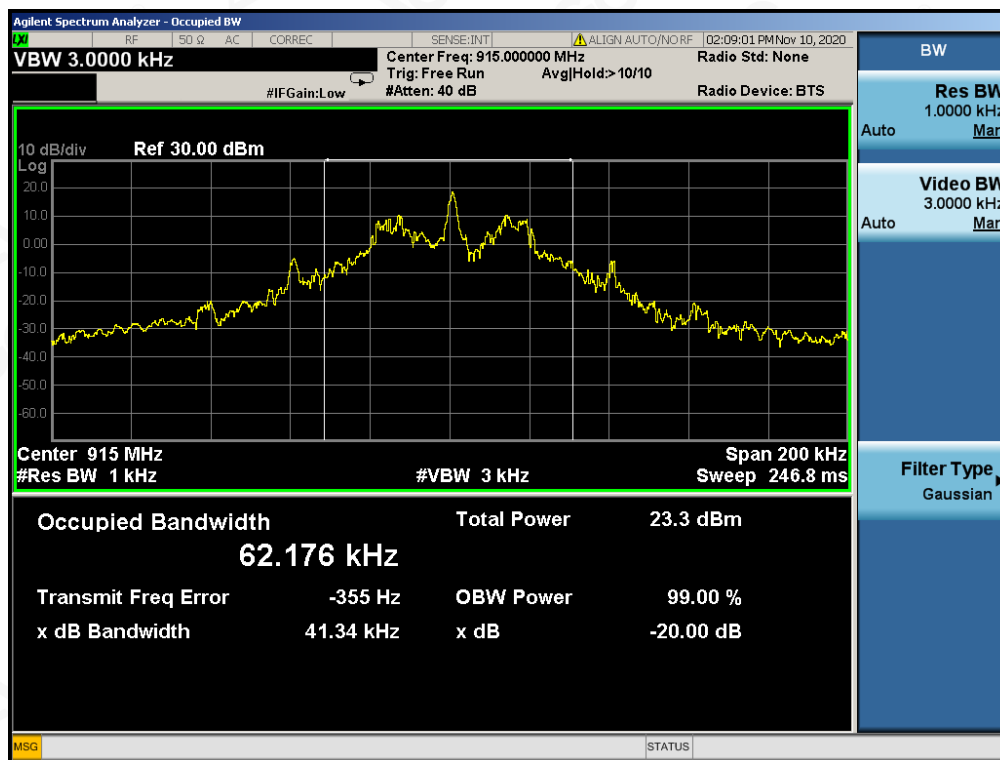 Agilent Spectrum Analyzer - Occupied BW
LXI RF 50 Ω AC CORREC SENSE:INT ALIGN AUTO/NO RF 02:09:01 PM Nov 10, 2020
VBW 3.0000 kHz
Center Freq: 915.000000 MHz
Radio Std: None
Trig: Free Run Avg|Hold:> 10/10
#IFGain:Low #Atten: 40 dB
Radio Device: BTS
10 dB/div Ref 30.00 dBm
Log
20.0
10.0
0.00
-10.0
-20.0
-30.0
-40.0
-50.0
-60.0
Center 915 MHz Span 200 kHz
#Res BW 1 kHz #VBW 3 kHz Sweep 246.8 ms
Occupied Bandwidth Total Power 23.3 dBm
62.176 kHz
Transmit Freq Error -355 Hz OBW Power 99.00 %
x dB Bandwidth 41.34 kHz x dB -20.00 dB
BW
Res BW
1.0000 kHz
Auto Man
Video BW
3.0000 kHz
Auto Man
Filter Type
Gaussian
MSG STATUS